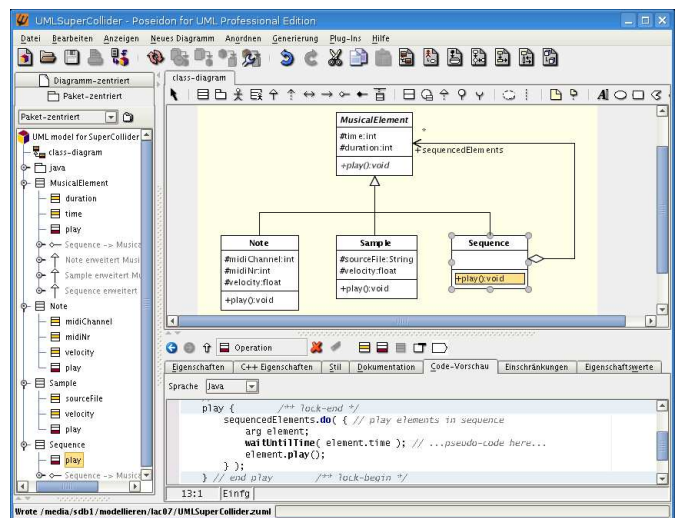 UMLSuperCollider - Poseidon for UML Professional Edition
Datei Bearbeiten Anzeigen Neues Diagramm Anordnen Generierung Plug-Ins Hilfe
Diagramm-zentriert
Paket-zentriert
Paket-zentriert
UML model for SuperCollider
class-diagram
java
MusicalElement
duration
time
play
Sequence -> Musica
Note erweitert Musi
Sample erweitert Mu
Sequence erweitert
Note
midiChannel
midiNr
velocity
play
Sample
sourceFile
velocity
play
Sequence
play
Sequence -> Musica
class-diagram
MusicalElement
#time:int
#duration:int
+play():void
*
+sequencedElements
Note
#midiChannel:int
#midiNr:int
#velocity:float
+play():void
Sample
#sourceFile:String
#velocity:float
+play():void
Sequence
+play():void
Operation
Eigenschaften C++ Eigenschaften Stil Dokumentation Code-Vorschau Einschränkungen Eigenschaftswerte
Sprache Java
play { /** lock-end */
sequencedElements.do( { // play elements in sequence
arg element;
waitUntilTime( element.time ); // ...pseudo-code here...
element.play();
} );
} // end play /** lock-begin */
13:1 Einfg
Wrote /media/sdb1/modellieren/lac07/UMLSuperCollider.zuml